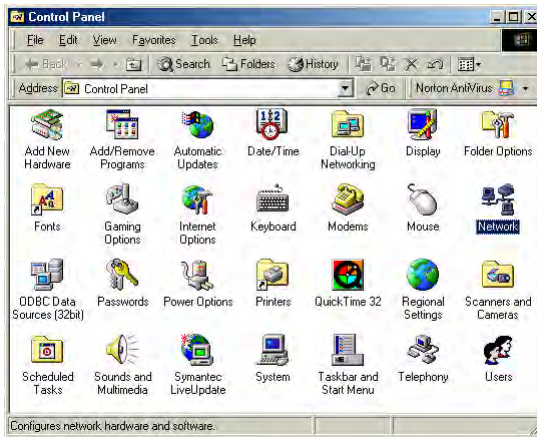 Control Panel
File Edit View Favorites Tools Help
Back Search Folders History
Address Control Panel Go Norton AntiVirus
Add New Hardware
Add/Remove Programs
Automatic Updates
Date/Time
Dial-Up Networking
Display
Folder Options
Fonts
Gaming Options
Internet Options
Keyboard
Modems
Mouse
Network
ODBC Data Sources (32bit)
Passwords
Power Options
Printers
QuickTime 32
Regional Settings
Scanners and Cameras
Scheduled Tasks
Sounds and Multimedia
Symantec LiveUpdate
System
Taskbar and Start Menu
Telephony
Users
Configures network hardware and software.